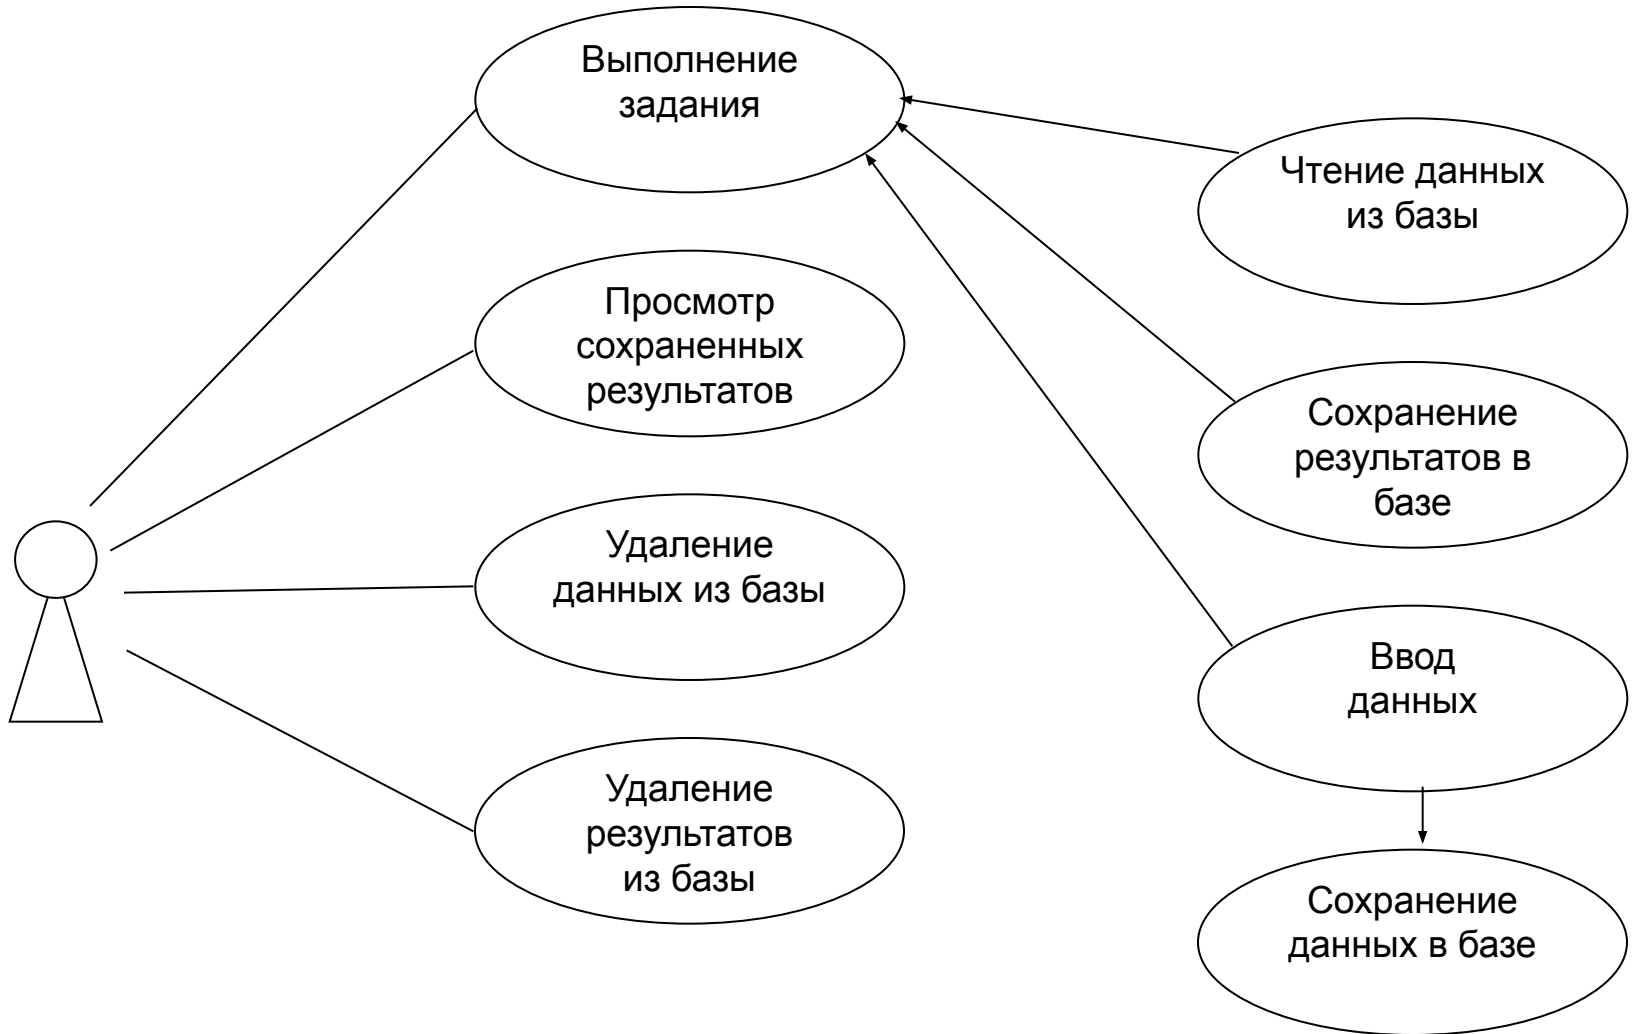 Выполнение
задания
Чтение данных
из базы
Просмотр
сохраненных
результатов
Сохранение
результатов в
базе
Удаление
данных из базы
Ввод
данных
Удаление
результатов
из базы
Сохранение
данных в базе